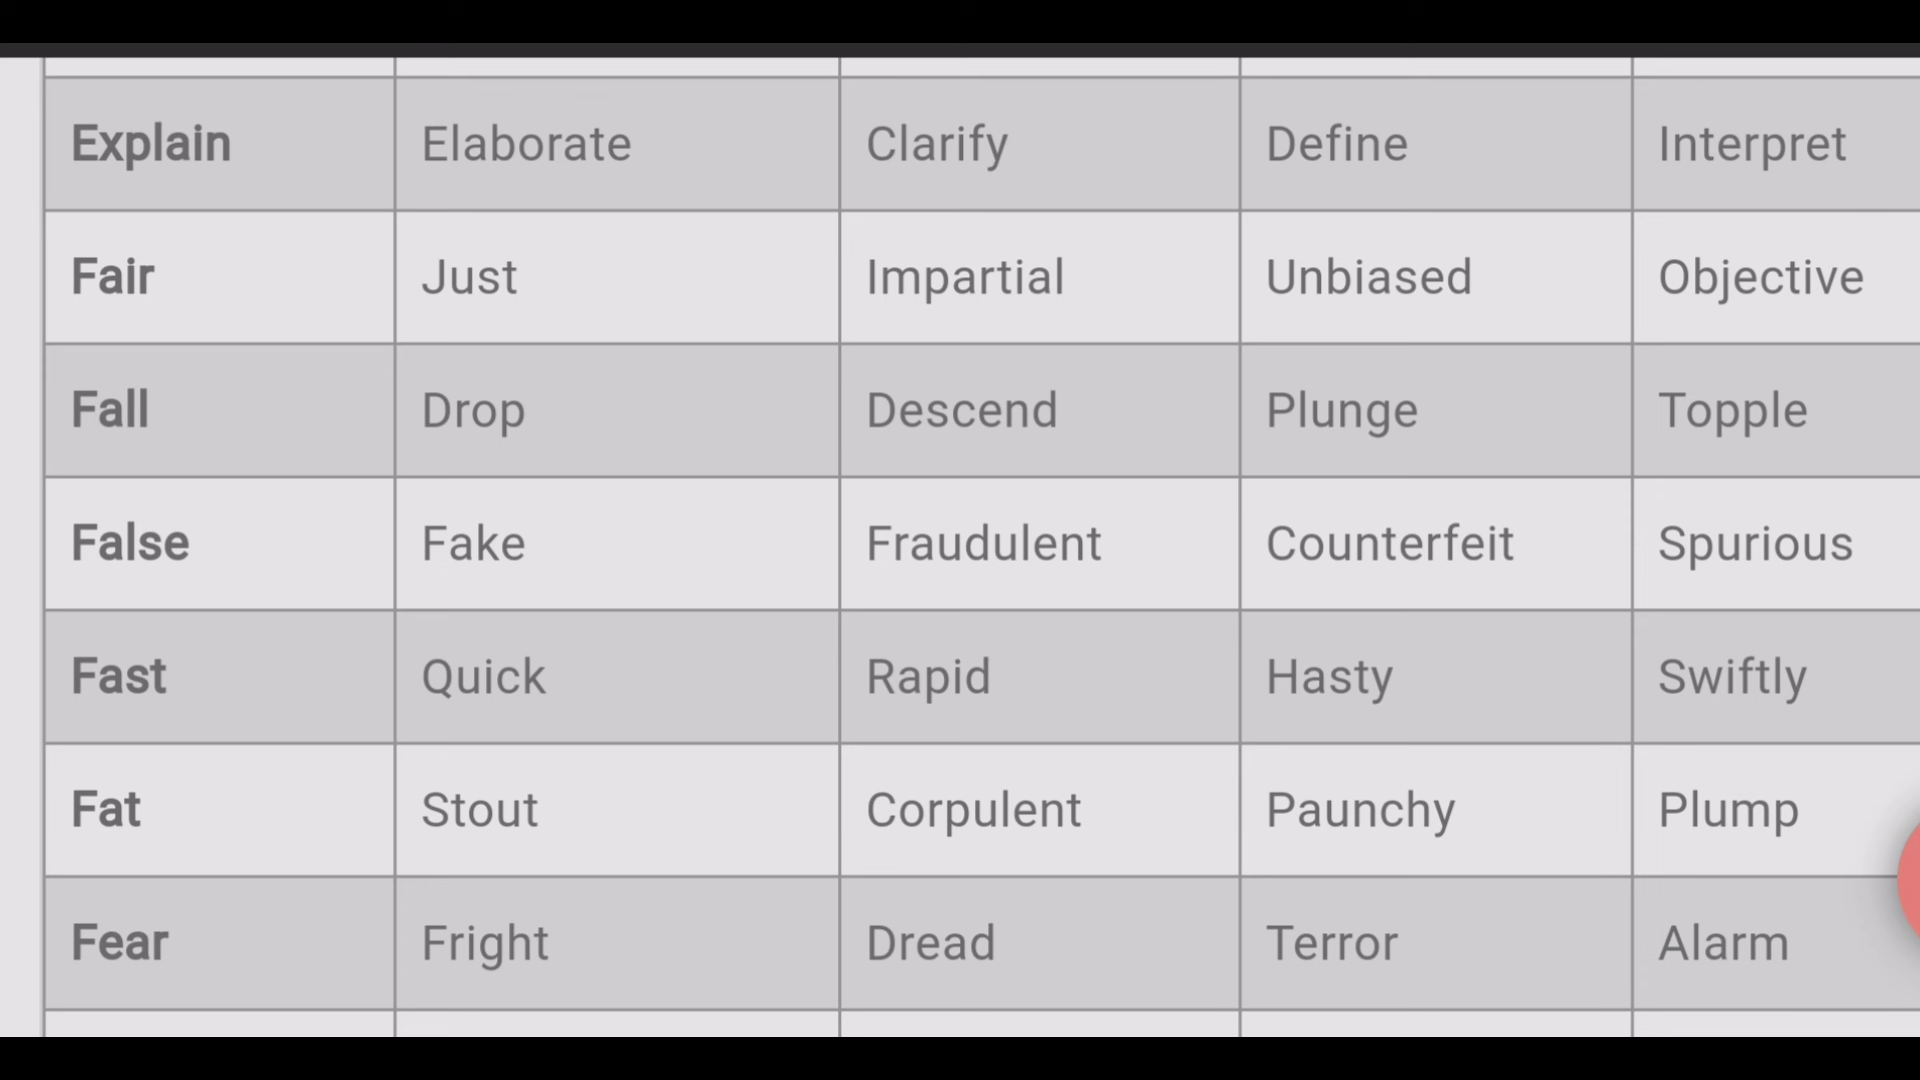 Explain Elaborate Clarify Define Interpret
Fair Just Impartial Unbiased Objective
Fall Drop Descend Plunge Topple
False Fake Fraudulent Counterfeit Spurious
Fast Quick Rapid Hasty Swiftly
Fat Stout Corpulent Paunchy Plump
Fear Fright Dread Terror Alarm